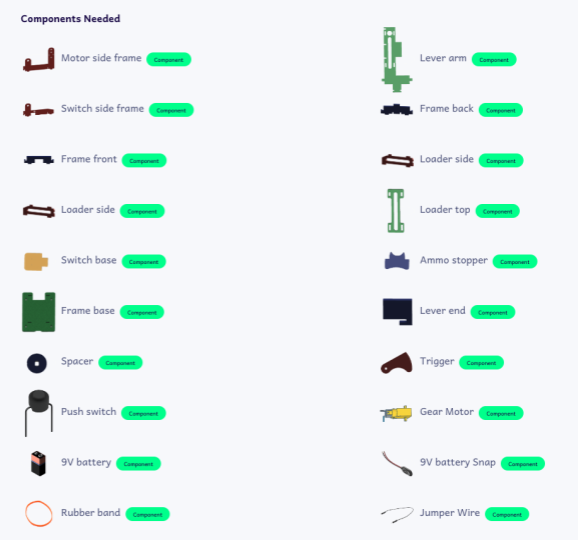 Components Needed
Motor side frame Component
Lever arm Component
Switch side frame Component
Frame back Component
Frame front Component
Loader side Component
Loader side Component
Loader top Component
Switch base Component
Ammo stopper Component
Frame base Component
Lever end Component
Spacer Component
Trigger Component
Push switch Component
Gear Motor Component
9V battery Component
9V battery Snap Component
Rubber band Component
Jumper Wire Component